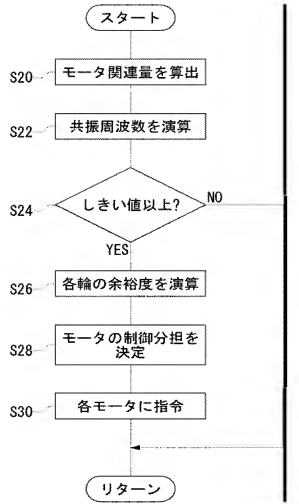 スタート
S20
モータ関連量を算出
S22
共振周波数を演算
S24
しきい値以上?
NO
YES
S26
各輪の余裕度を演算
S28
モータの制御分担を
決定
S30
各モータに指令
リターン